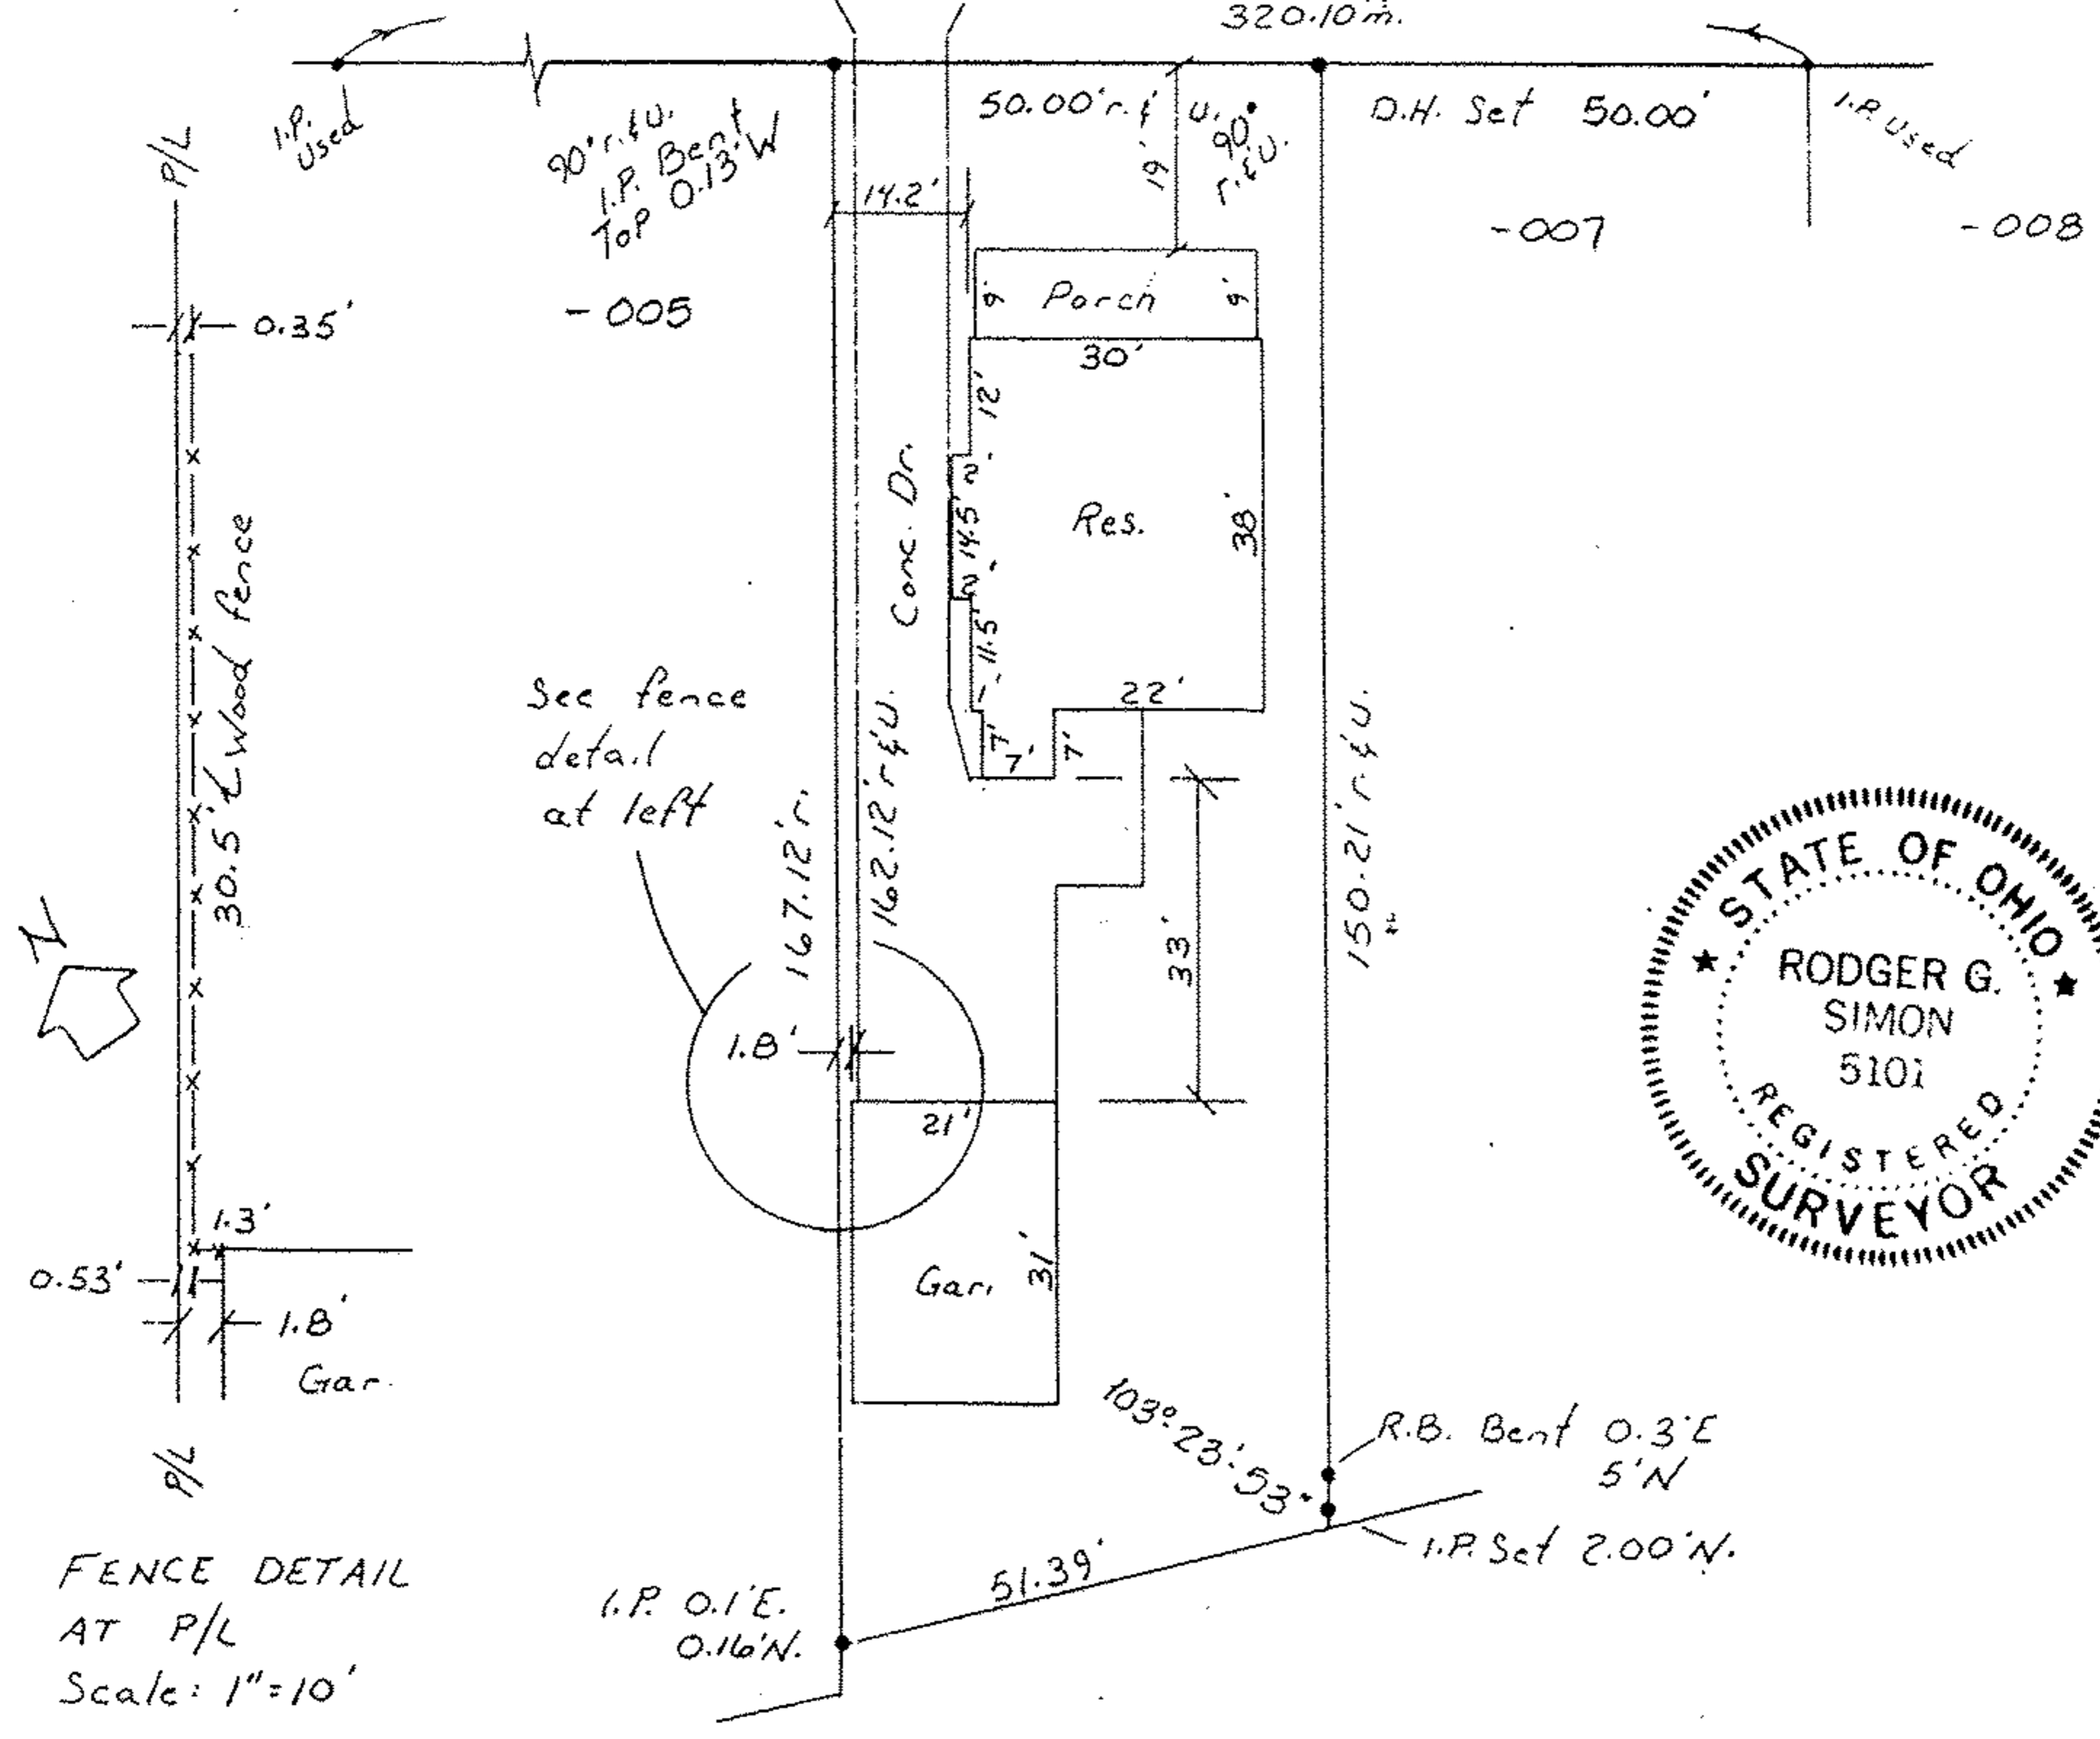 320.10'm.
I.P.
Used
90° r.&u.
I.P. Bent
Top 0.13'W
50.00' r.& u.
90°
r.&u.
D.H. Set 50.00'
I.P. Used
P/L
19'
14.2'
-007
-008
-005
0.35'
9'
Porch
9'
30'
12'
2'
14.5'
2'
11.5'
1'
Res.
38'
Conc. Dr.
30.5' ± Wood fence
See fence
detail
at left
22'
7'
7'
7'
167.12' r.
162.12' r.&u.
150.21' r.&u.
33'
N
1.8'
21'
31'
Gar.
1.3'
0.53'
1.8'
Gar.
P/L
STATE OF OHIO
RODGER G.
SIMON
5101
REGISTERED
SURVEYOR
103°-23'-53"
R.B. Bent 0.3'E
5'N
I.P. Set 2.00'N.
51.39'
I.P. 0.1'E.
0.16'N.
FENCE DETAIL
AT P/L
Scale: 1"=10'